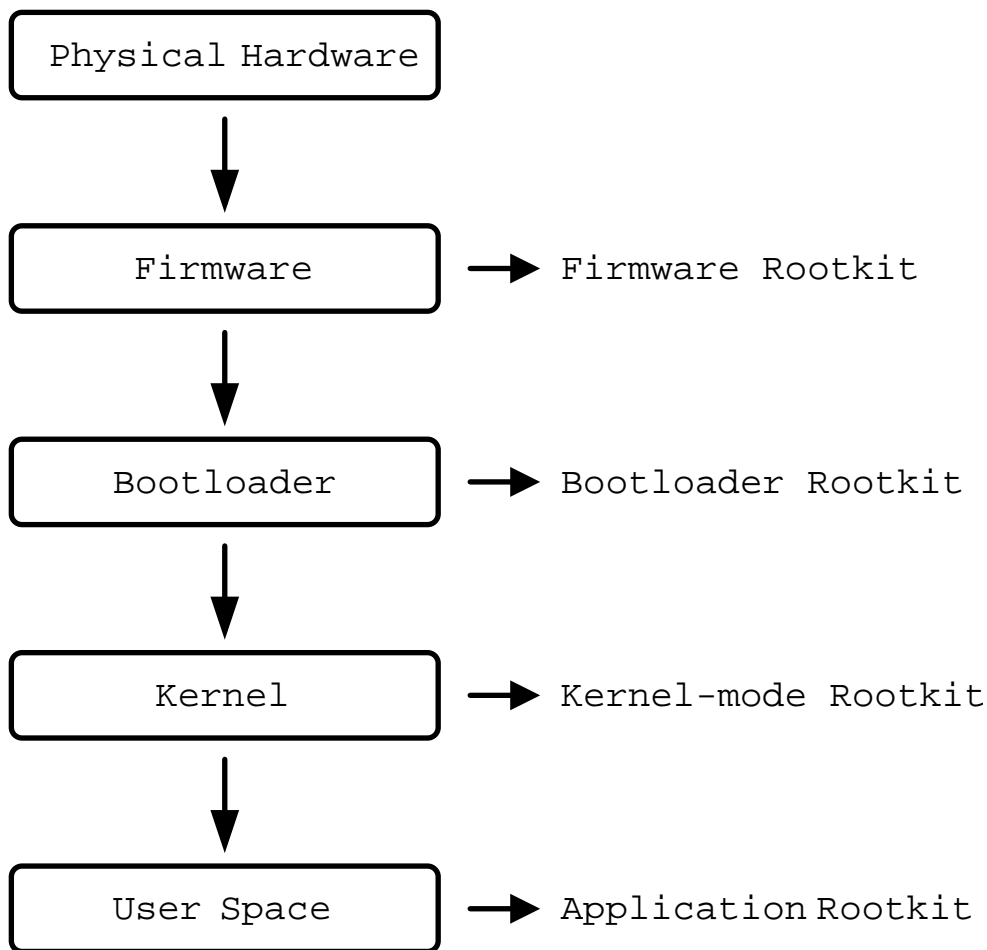 Physical Hardware
Firmware
Firmware Rootkit
Bootloader
Bootloader Rootkit
Kernel
Kernel-mode Rootkit
User Space
Application Rootkit